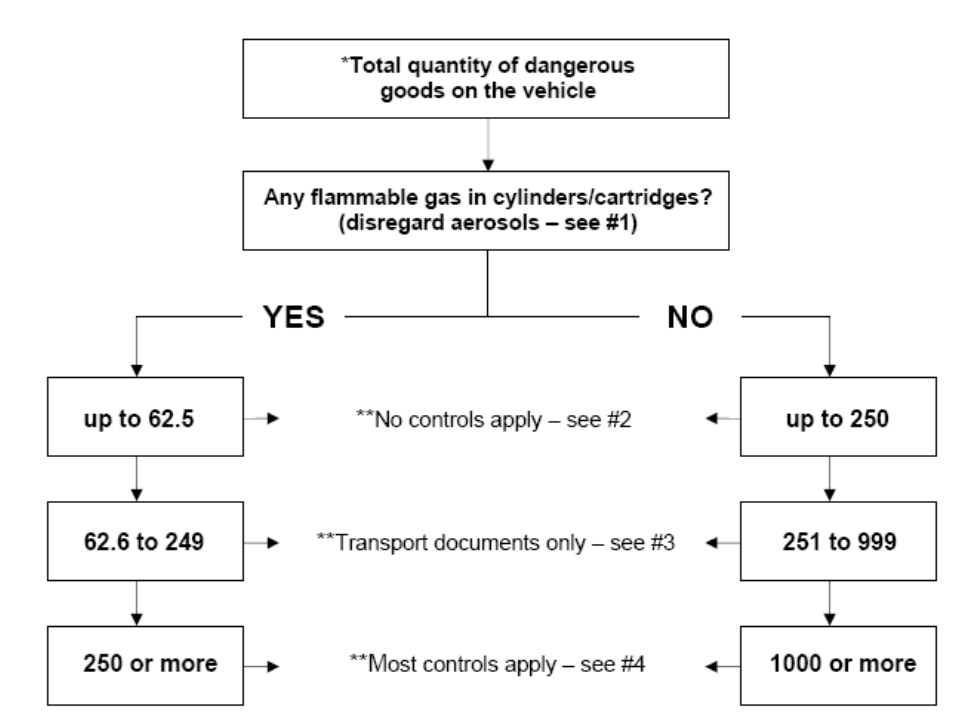 *Total quantity of dangerous
goods on the vehicle
Any flammable gas in cylinders/cartridges?
(disregard aerosols – see #1)
YES
NO
up to 62.5
**No controls apply – see #2
up to 250
62.6 to 249
**Transport documents only – see #3
251 to 999
250 or more
**Most controls apply – see #4
1000 or more